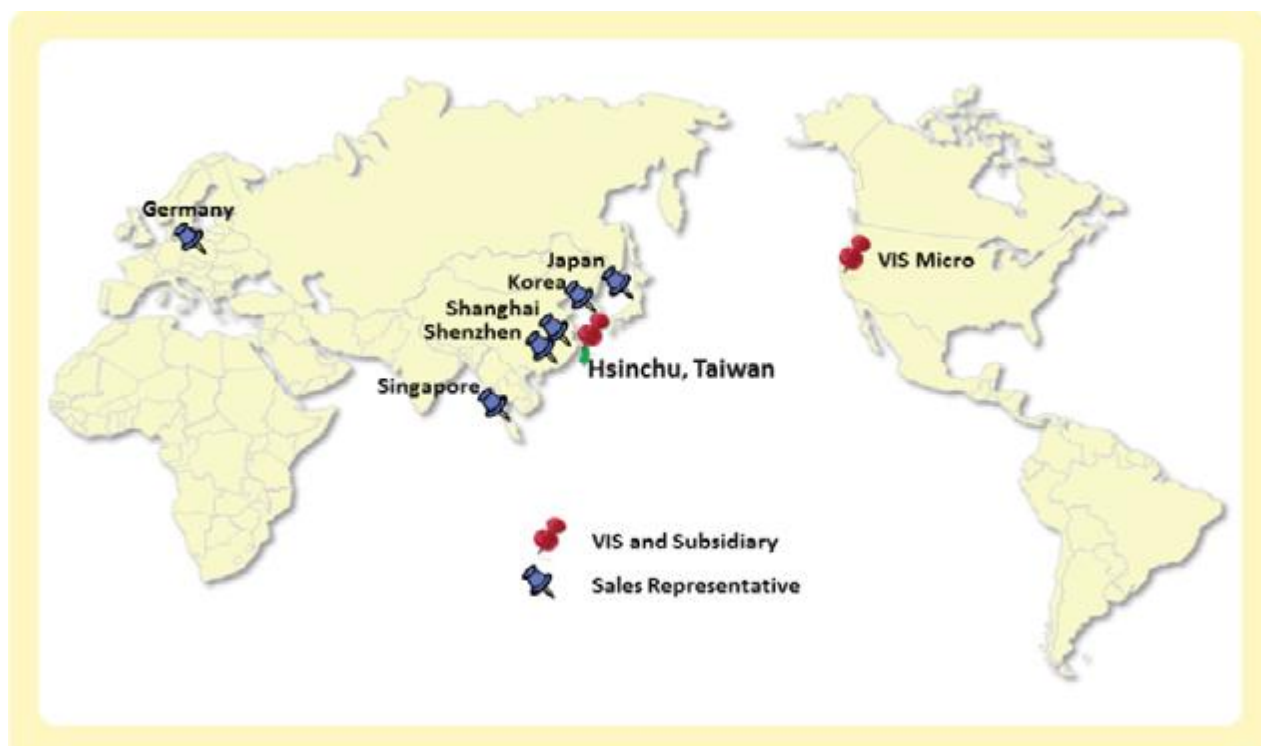 Germany
Japan
Korea
Shanghai
Shenzhen
Singapore
Hsinchu, Taiwan
VIS Micro
VIS and Subsidiary
Sales Representative